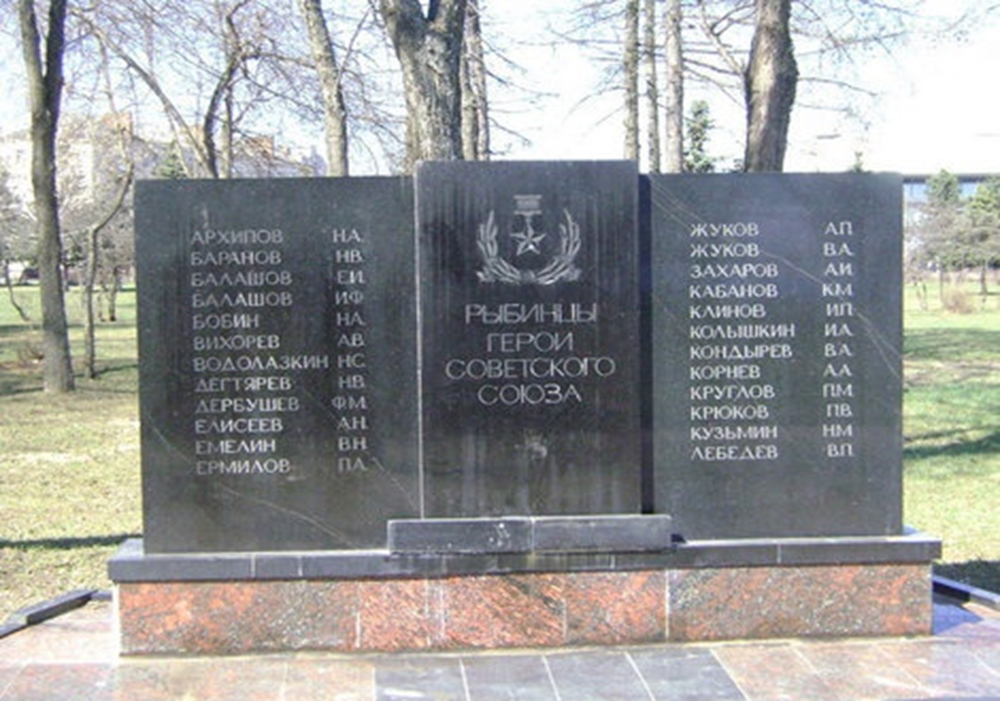 АРХИПОВ Н.А.
БАРАНОВ Н.В.
БАЛАШОВ Е.И.
БАЛАШОВ И.Ф.
БОБИН Н.А.
ВИХОРЕВ А.В.
ВОДОЛАЗКИН Н.С.
ДЕГТЯРЕВ Н.В.
ДЕРБУШЕВ Ф.М.
ЕЛИСЕЕВ А.Н.
ЕМЕЛИН В.Н.
ЕРМИЛОВ П.А.
РЫБИНЦЫ
ГЕРОИ
СОВЕТСКОГО
СОЮЗА
ЖУКОВ А.П.
ЖУКОВ В.А.
ЗАХАРОВ А.И.
КАБАНОВ К.М.
КЛИНОВ И.П.
КОЛЫШКИН И.А.
КОНДЫРЕВ В.А.
КОРНЕВ А.А.
КРУГЛОВ П.М.
КРЮКОВ П.В.
КУЗЬМИН Н.М.
ЛЕБЕДЕВ В.П.